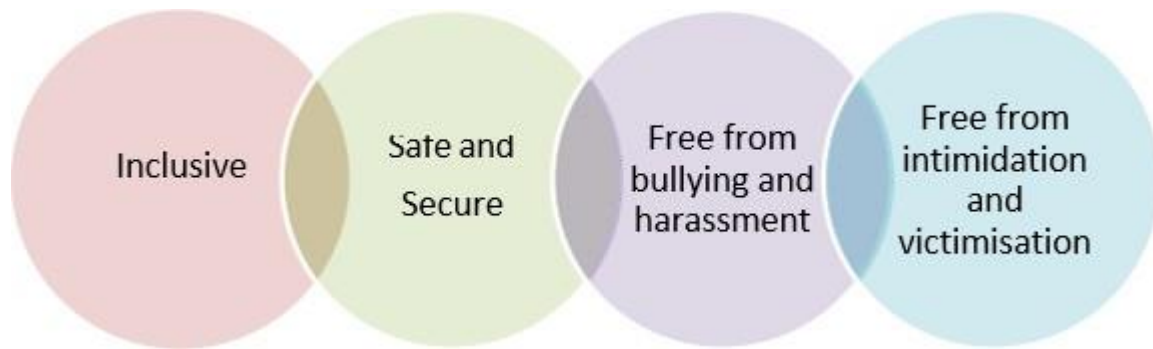 Inclusive
Safe and
Secure
Free from
bullying and
harassment
Free from
intimidation
and
victimisation